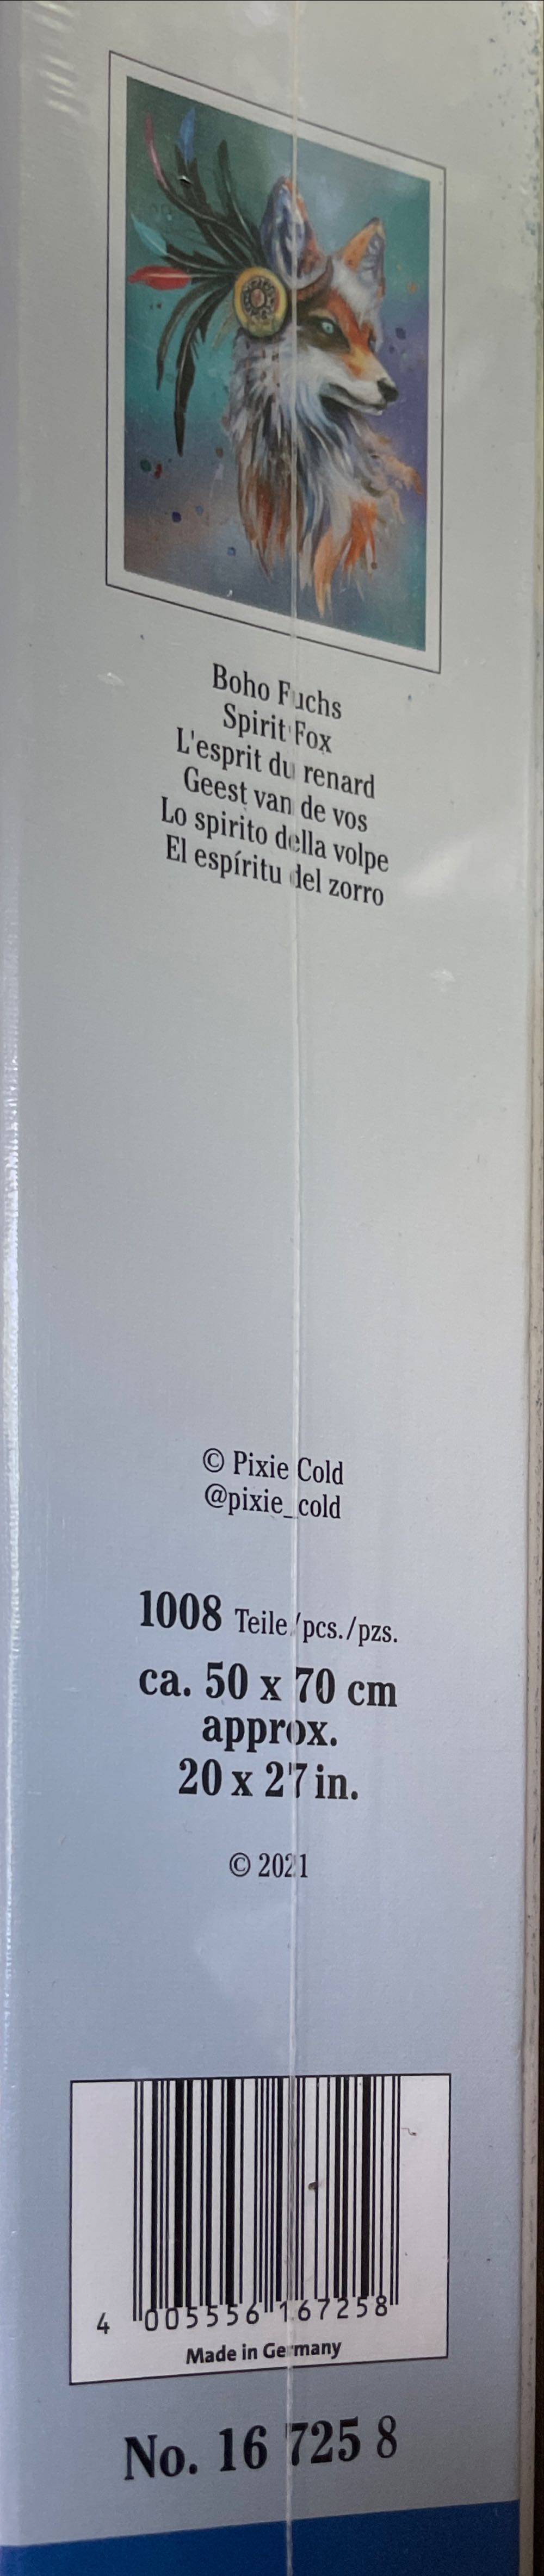 Boho Fuchs
Spirit Fox
L'esprit du renard
Geest van de vos
Lo spirito della volpe
El espíritu del zorro
© Pixie Cold
@pixie_cold
1008 Teile/pcs./pzs.
ca. 50 x 70 cm
approx.
20 x 27 in.
© 2021
4 005556 167258
Made in Germany
No. 16 725 8